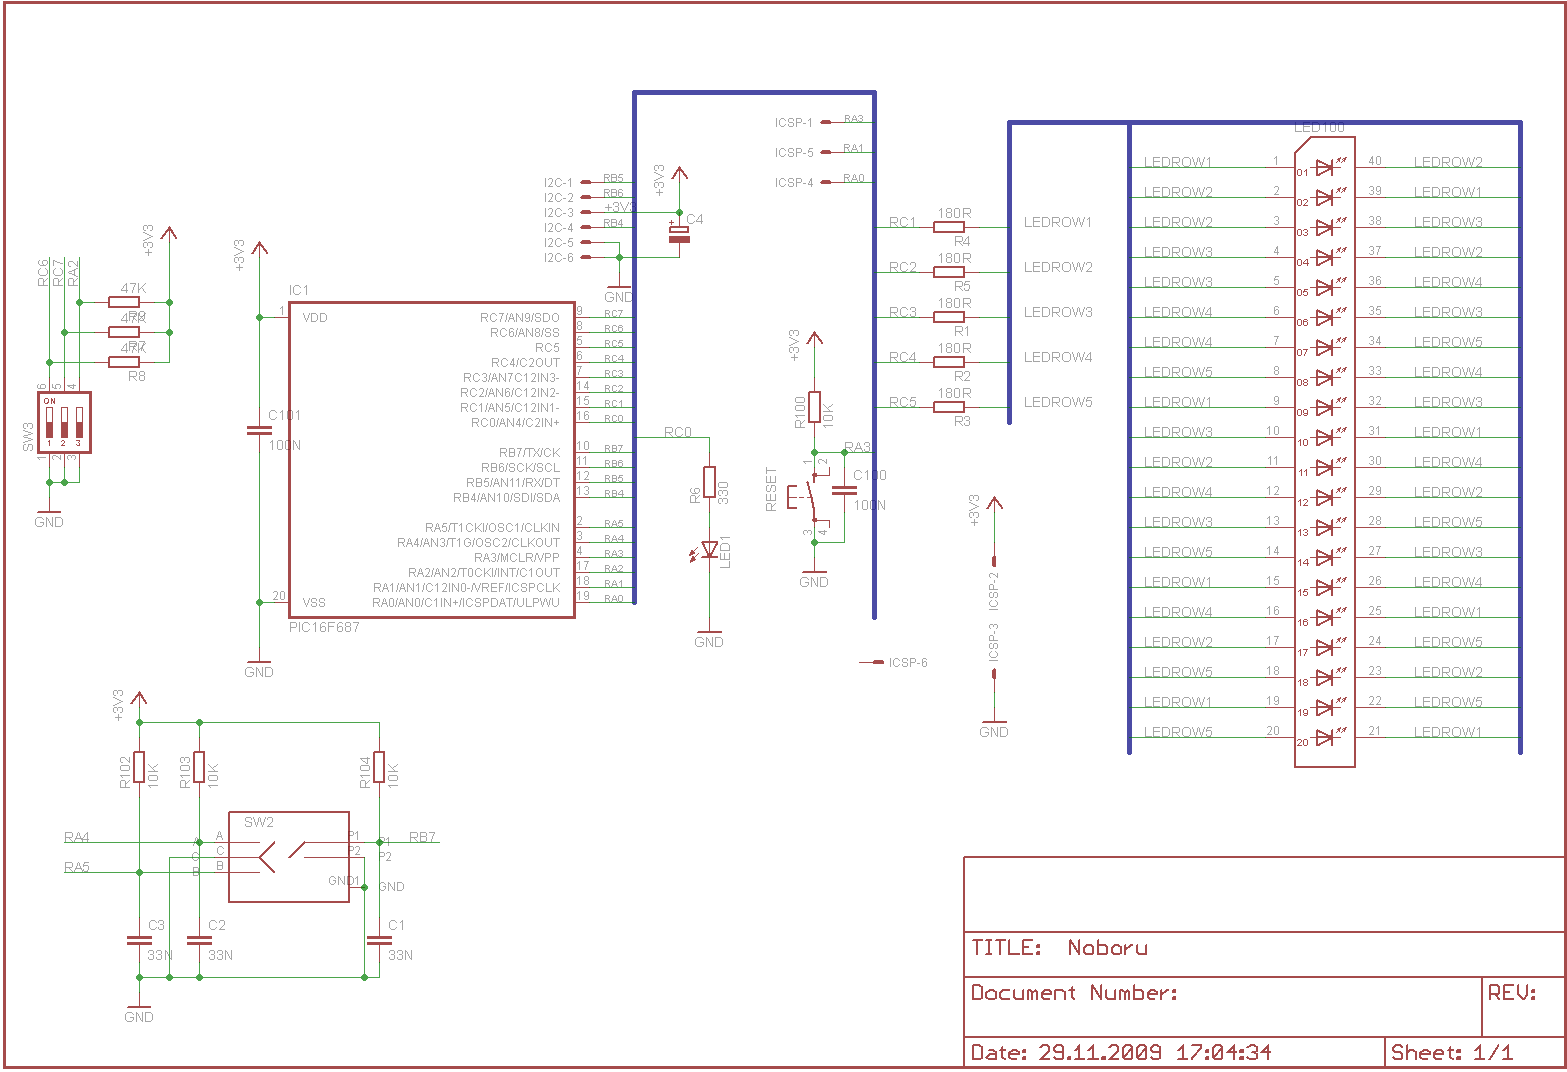 ICSP-1 RA3
ICSP-5 RA1
ICSP-4 RA0
I2C-1 RB5
I2C-2 RB6
I2C-3 +3V3
I2C-4 RB4
I2C-5
I2C-6
+3V3
C4
+
GND
RC1 180R R4 LEDROW1
RC2 180R R5 LEDROW2
RC3 180R R1 LEDROW3
RC4 180R R2 LEDROW4
RC5 180R R3 LEDROW5
LED100
LEDROW1 1 01 40 LEDROW2
LEDROW2 2 02 39 LEDROW1
LEDROW2 3 03 38 LEDROW3
LEDROW3 4 04 37 LEDROW2
LEDROW3 5 05 36 LEDROW4
LEDROW4 6 06 35 LEDROW3
LEDROW4 7 07 34 LEDROW5
LEDROW5 8 08 33 LEDROW4
LEDROW1 9 09 32 LEDROW3
LEDROW3 10 10 31 LEDROW1
LEDROW2 11 11 30 LEDROW4
LEDROW4 12 12 29 LEDROW2
LEDROW3 13 13 28 LEDROW5
LEDROW5 14 14 27 LEDROW3
LEDROW1 15 15 26 LEDROW4
LEDROW4 16 16 25 LEDROW1
LEDROW2 17 17 24 LEDROW5
LEDROW5 18 18 23 LEDROW2
LEDROW1 19 19 22 LEDROW5
LEDROW5 20 20 21 LEDROW1
+3V3
RC6
RC7
RA2
47K
R9
47K
R7
47K
R8
6 5 4
ON
1 2 3
SW3
1 2 3
GND
+3V3
C101
100N
GND
IC1
1 VDD
20 VSS
RC7/AN9/SDO 9 RC7
RC6/AN8/SS 8 RC6
RC5 5 RC5
RC4/C2OUT 6 RC4
RC3/AN7C12IN3- 7 RC3
RC2/AN6/C12IN2- 14 RC2
RC1/AN5/C12IN1- 15 RC1
RC0/AN4/C2IN+ 16 RC0
RB7/TX/CK 10 RB7
RB6/SCK/SCL 11 RB6
RB5/AN11/RX/DT 12 RB5
RB4/AN10/SDI/SDA 13 RB4
RA5/T1CKI/OSC1/CLKIN 2 RA5
RA4/AN3/T1G/OSC2/CLKOUT 3 RA4
RA3/MCLR/VPP 4 RA3
RA2/AN2/T0CKI/INT/C1OUT 17 RA2
RA1/AN1/C12IN0-/VREF/ICSPCLK 18 RA1
RA0/AN0/C1IN+/ICSPDAT/ULPWU 19 RA0
PIC16F687
RC0
R6
330
LED1
GND
+3V3
R100
10K
RA3
RESET
1 2
3 4
C100
100N
GND
ICSP-6
+3V3
ICSP-2
ICSP-3
GND
+3V3
R102
10K
R103
10K
R104
10K
SW2
RA4 A A P1 P1 RB7
C C P2 P2
RA5 B B
GND1 GND
C3
33N
C2
33N
C1
33N
GND
TITLE: Noboru
Document Number:
REV:
Date: 29.11.2009 17:04:34
Sheet: 1/1